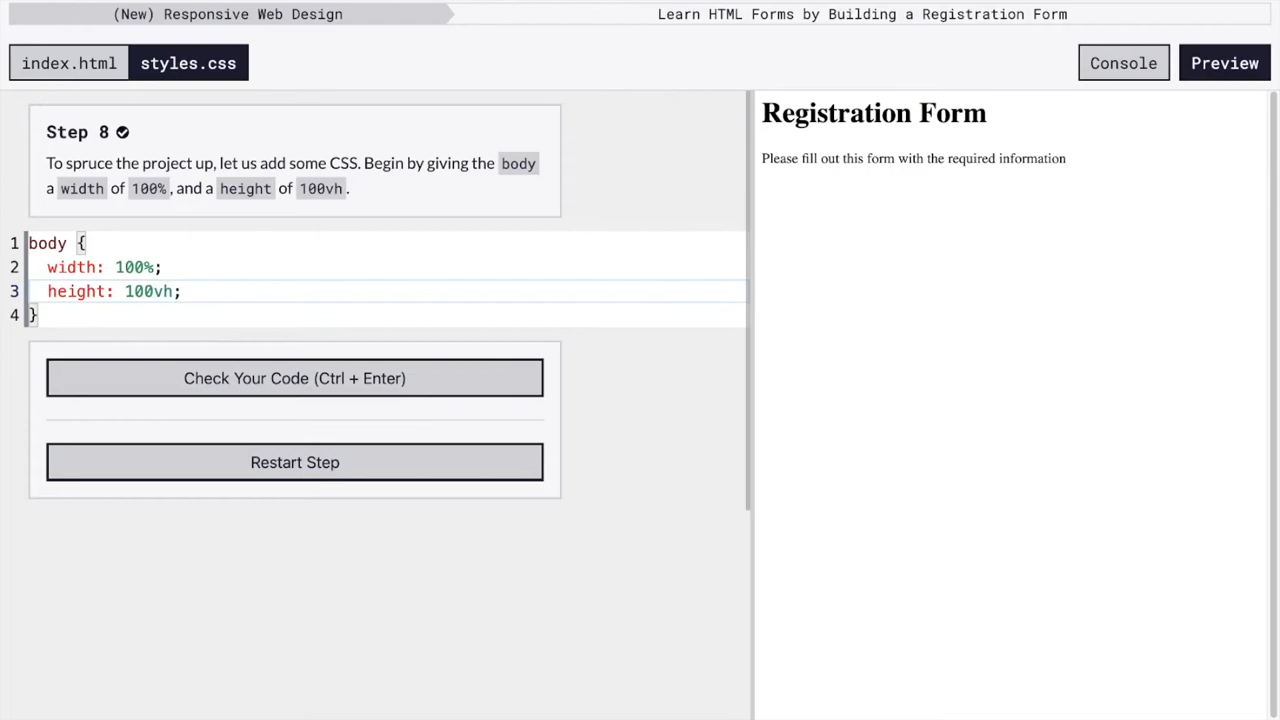 (New) Responsive Web Design
Learn HTML Forms by Building a Registration Form
index.html
styles.css
Console
Preview
Step 8
To spruce the project up, let us add some CSS. Begin by giving the body
a width of 100%, and a height of 100vh.
1 body {
2 width: 100%;
3 height: 100vh;
4 }
Check Your Code (Ctrl + Enter)
Restart Step
Registration Form
Please fill out this form with the required information